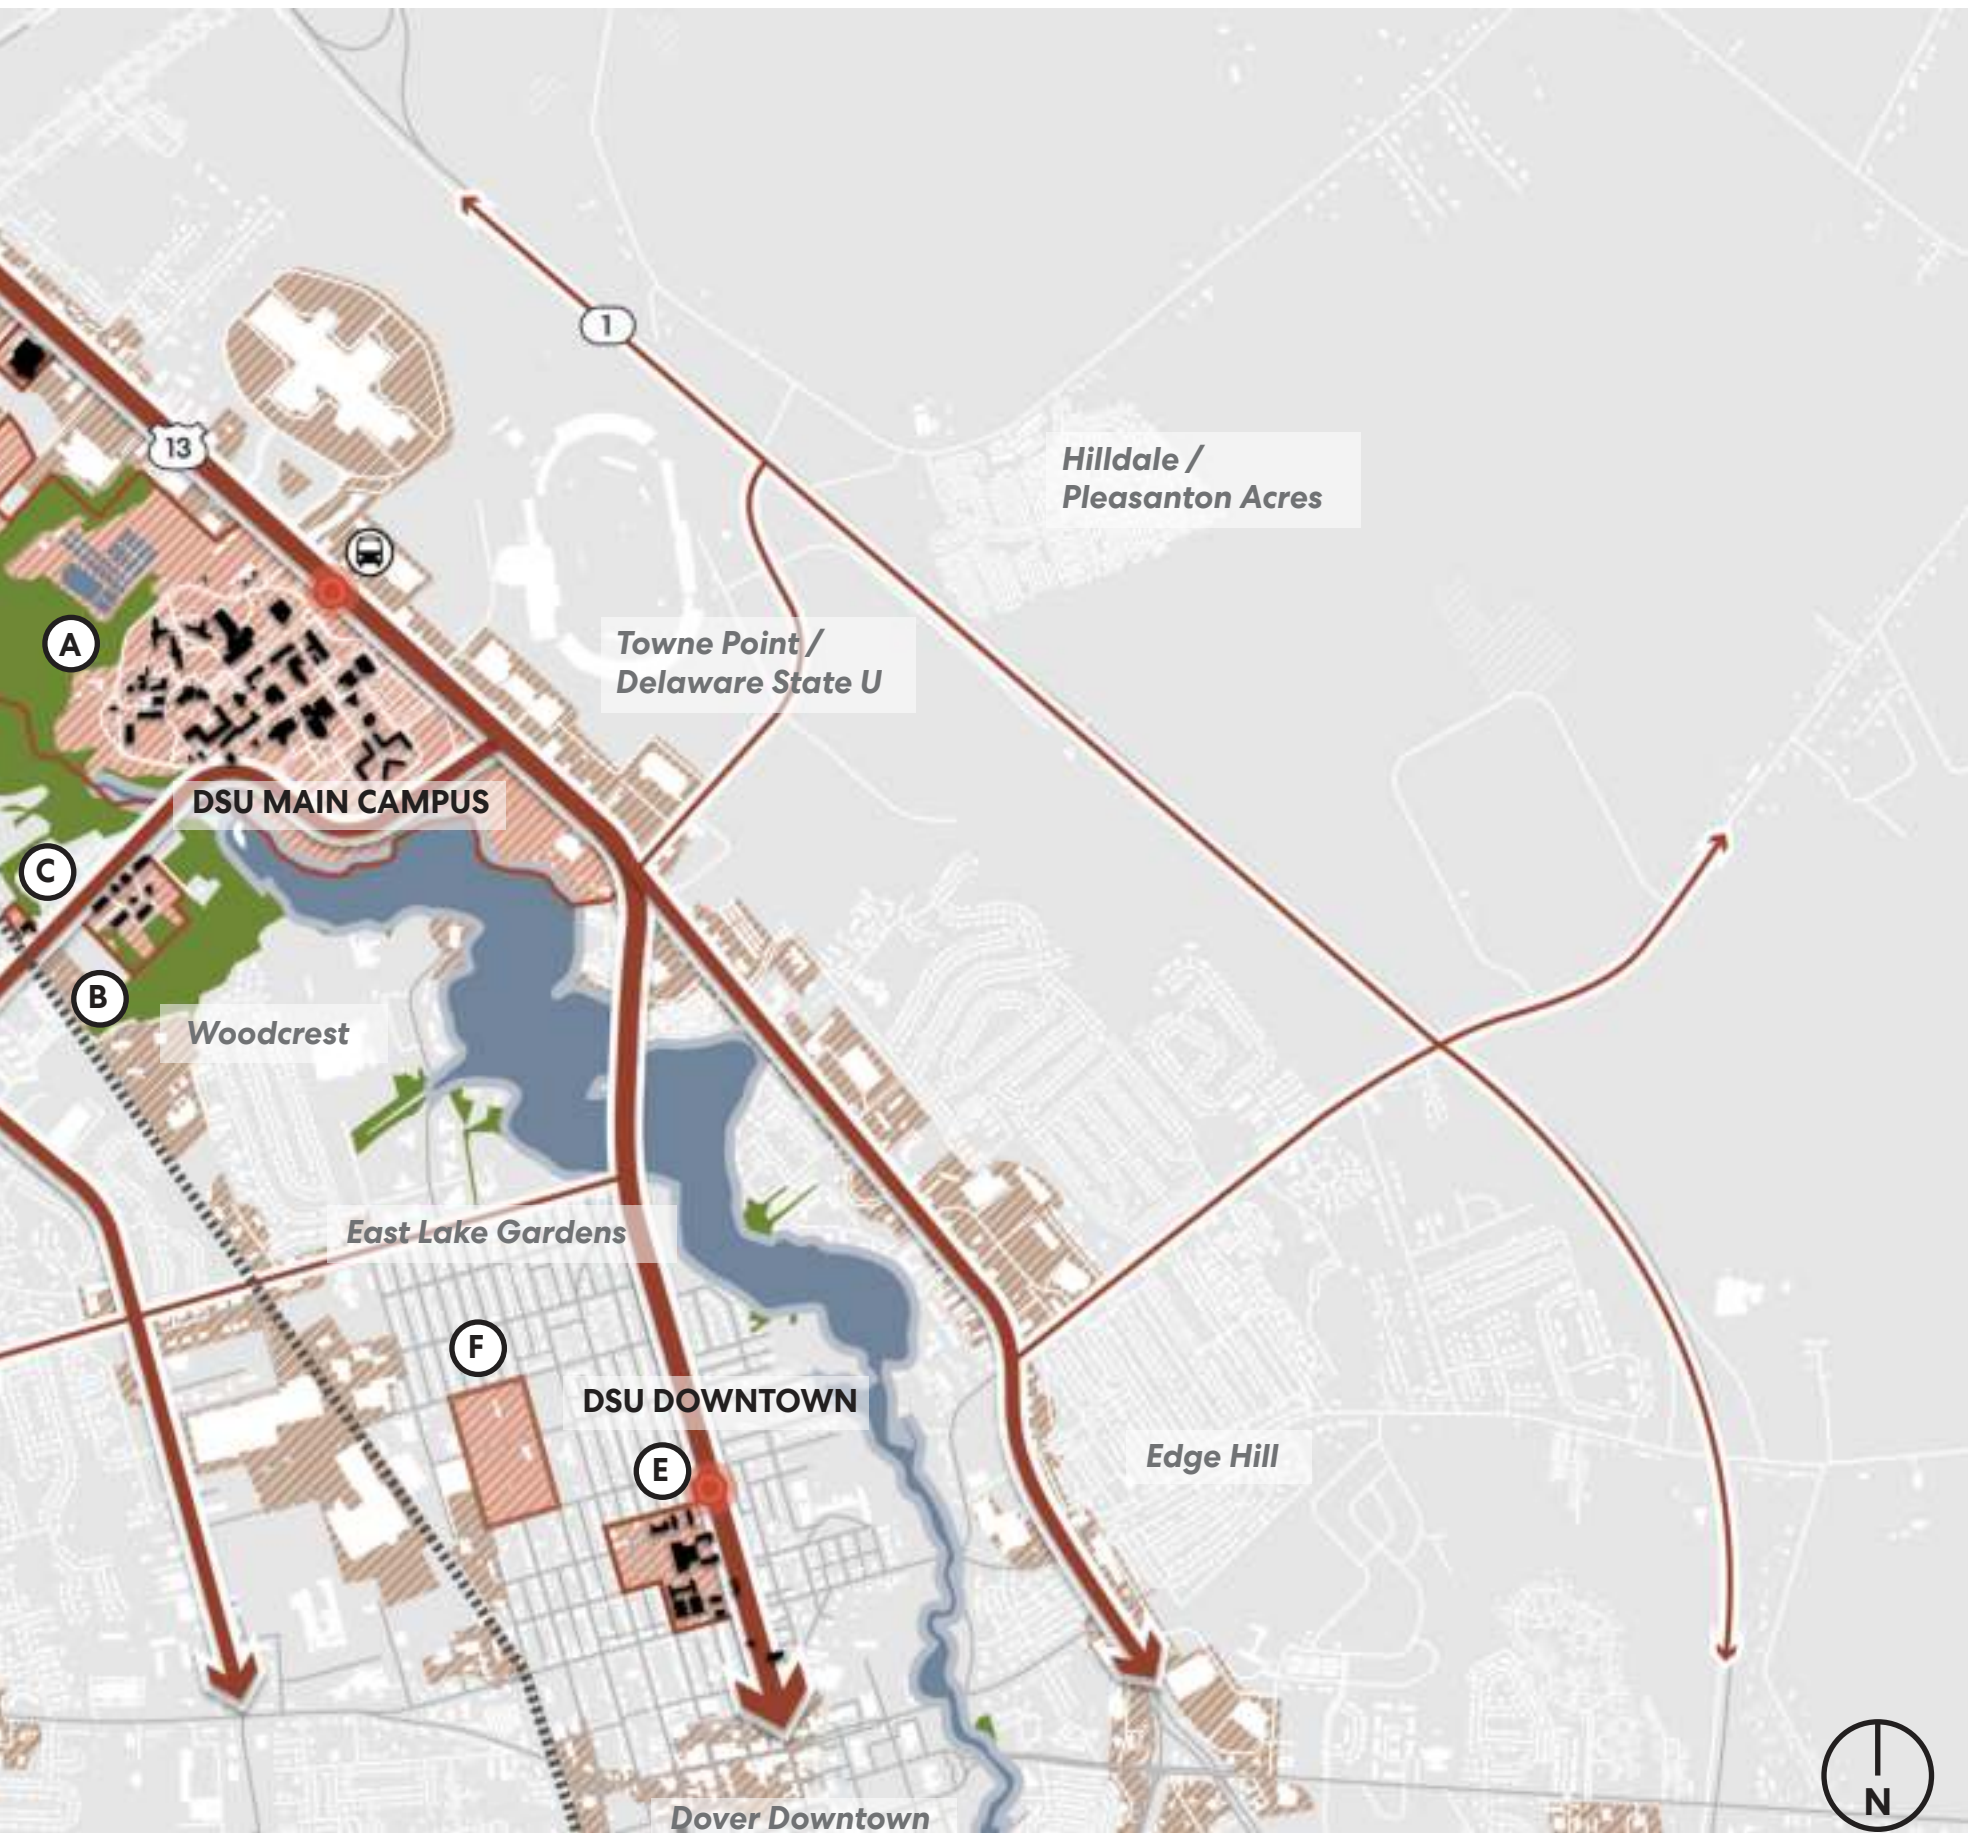 1
13
Hilldale /
Pleasanton Acres
A
Towne Point /
Delaware State U
DSU MAIN CAMPUS
C
B
Woodcrest
East Lake Gardens
F
DSU DOWNTOWN
E
Edge Hill
N
Dover Downtown